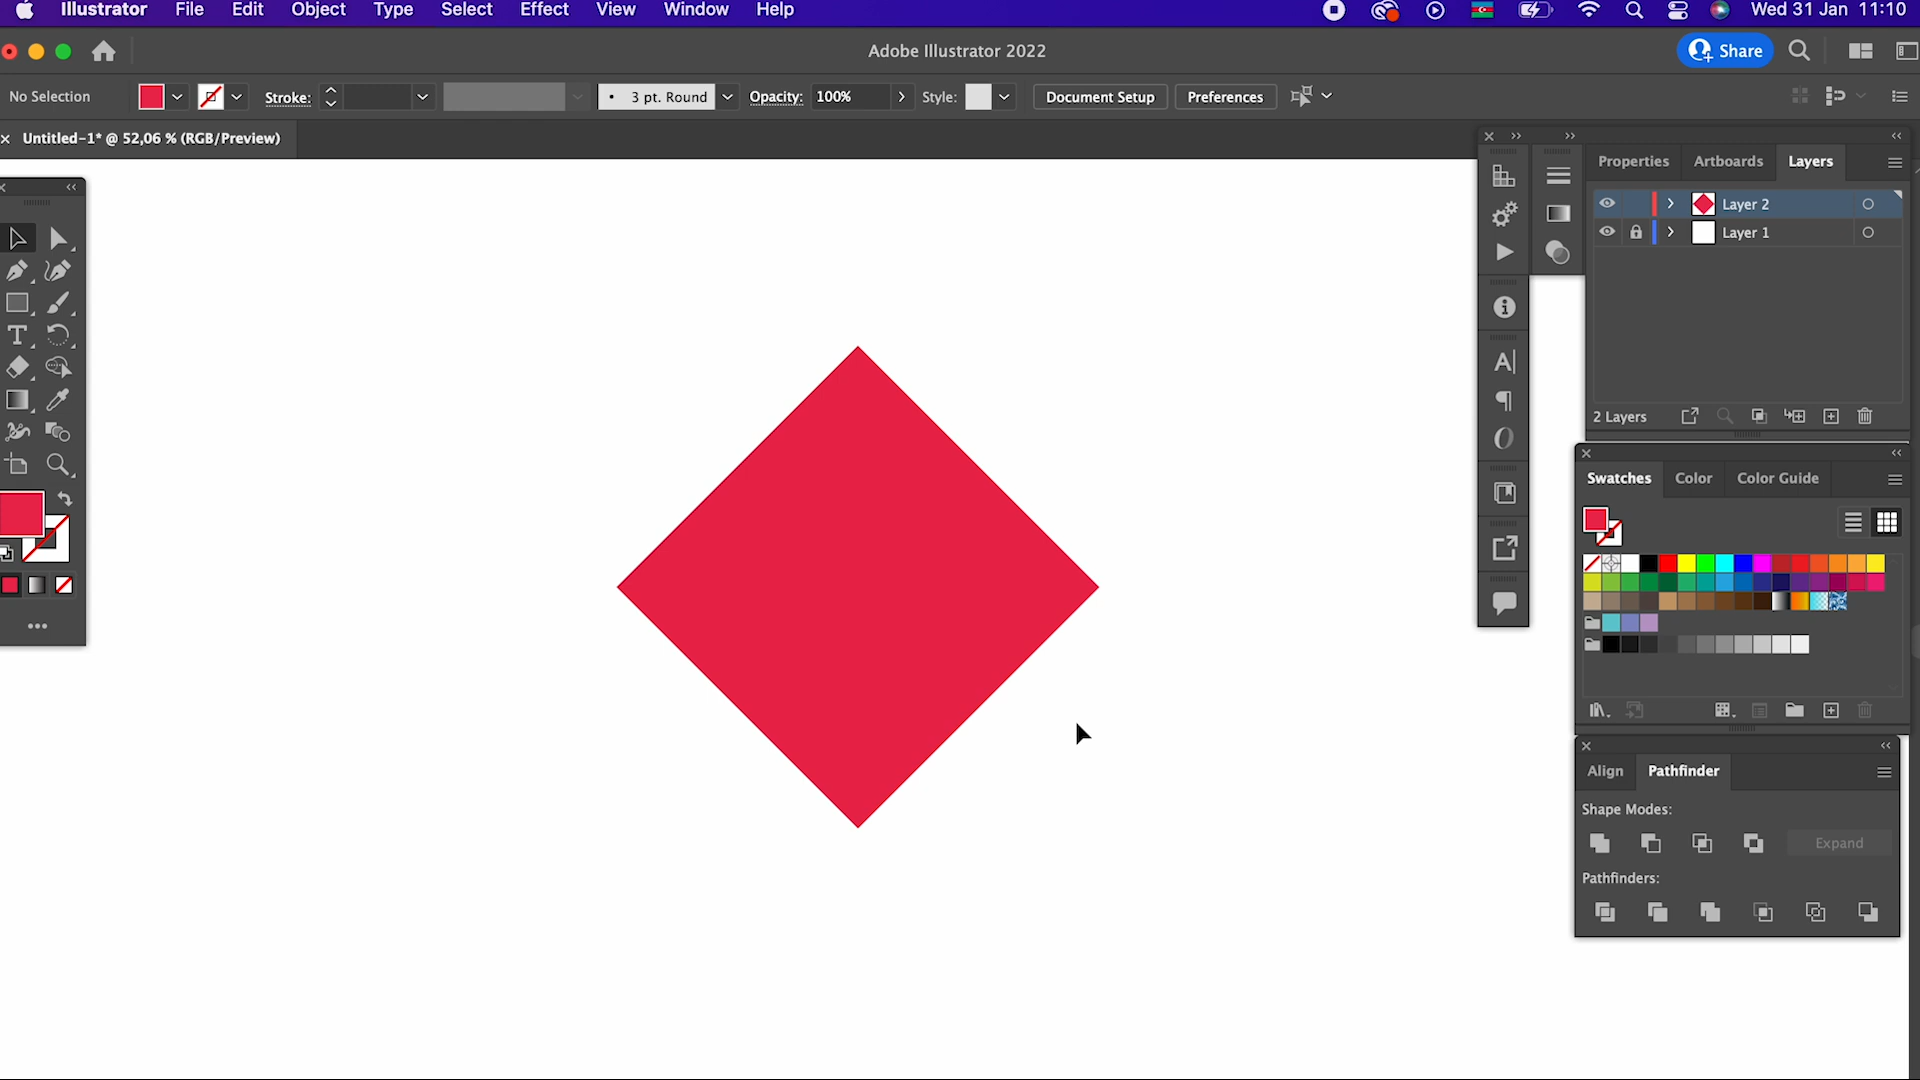 Illustrator File Edit Object Type Select Effect View Window Help Wed 31 Jan 11:10
Adobe Illustrator 2022 Share
No Selection Stroke: 3 pt. Round Opacity: 100% Style: Document Setup Preferences
Untitled-1* @ 52,06 % (RGB/Preview)
Properties Artboards Layers
Layer 2
Layer 1
2 Layers
Swatches Color Color Guide
Align Pathfinder
Shape Modes:
Expand
Pathfinders: